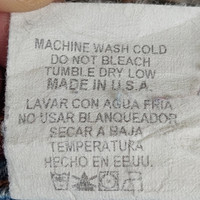 MACHINE WASH COLD
DO NOT BLEACH
TUMBLE DRY LOW
MADE IN U.S.A.
LAVAR CON AGUA FRIA
NO USAR BLANQUEADOR
SECAR A BAJA
TEMPERATURA
HECHO EN EE.UU.